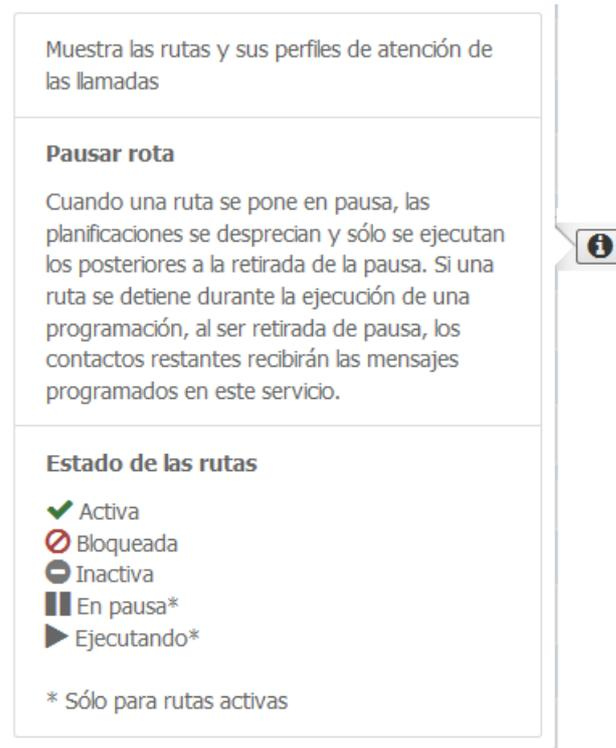 Muestra las rutas y sus perfiles de atención de
las llamadas
Pausar rota
Cuando una ruta se pone en pausa, las
planificaciones se desprecian y sólo se ejecutan
los posteriores a la retirada de la pausa. Si una
ruta se detiene durante la ejecución de una
programación, al ser retirada de pausa, los
contactos restantes recibirán las mensajes
programados en este servicio.
Estado de las rutas
Activa
Bloqueada
Inactiva
En pausa*
Ejecutando*
* Sólo para rutas activas